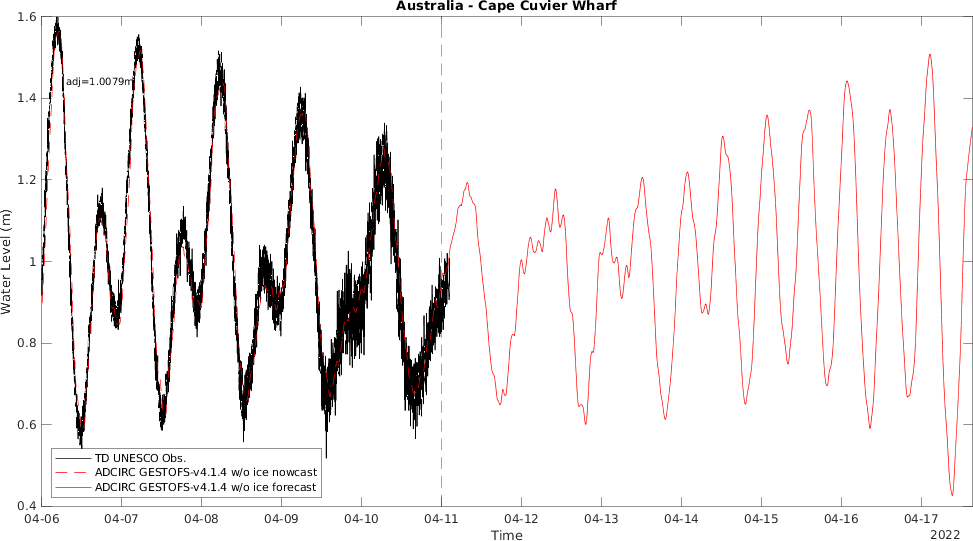 Australia - Cape Cuvier Wharf
1.6
adj=1.0079m
1.4
1.2
Water Level (m)
1
0.8
0.6
TD UNESCO Obs.
ADCIRC GESTOFS-v4.1.4 w/o ice nowcast
ADCIRC GESTOFS-v4.1.4 w/o ice forecast
0.4
04-06 04-07 04-08 04-09 04-10 04-11 04-12 04-13 04-14 04-15 04-16 04-17
Time 2022